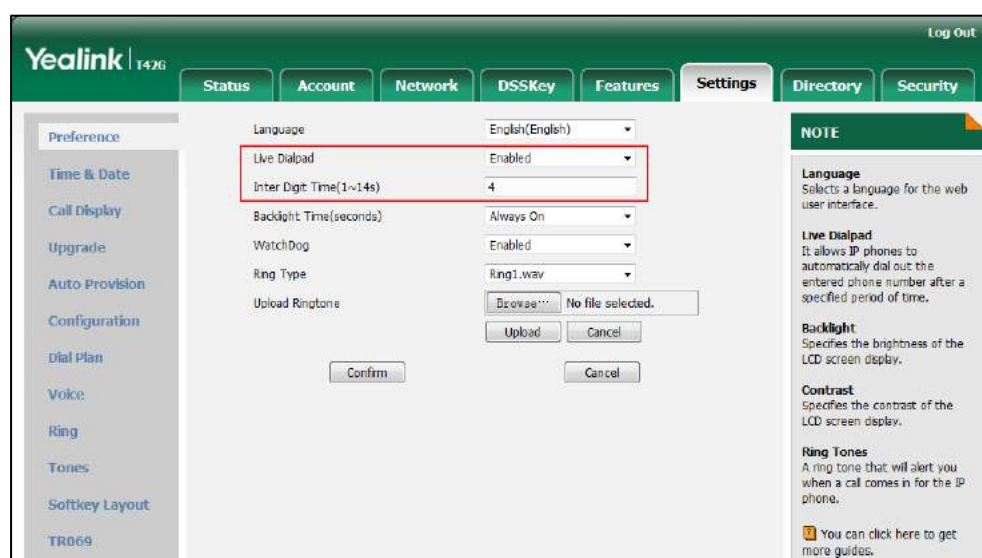 Log Out
Yealink T42G
Status Account Network DSSKey Features Settings Directory Security
Preference
Time & Date
Call Display
Upgrade
Auto Provision
Configuration
Dial Plan
Voice
Ring
Tones
Softkey Layout
TR069
Language English(English)
Live Dialpad Enabled
Inter Digit Time(1~14s) 4
Backlight Time(seconds) Always On
WatchDog Enabled
Ring Type Ring1.wav
Upload Ringtone Browse... No file selected.
Upload Cancel
Confirm Cancel
NOTE
Language
Selects a language for the web
user interface.
Live Dialpad
It allows IP phones to
automatically dial out the
entered phone number after a
specified period of time.
Backlight
Specifies the brightness of the
LCD screen display.
Contrast
Specifies the contrast of the
LCD screen display.
Ring Tones
A ring tone that will alert you
when a call comes in for the IP
phone.
You can click here to get
more guides.